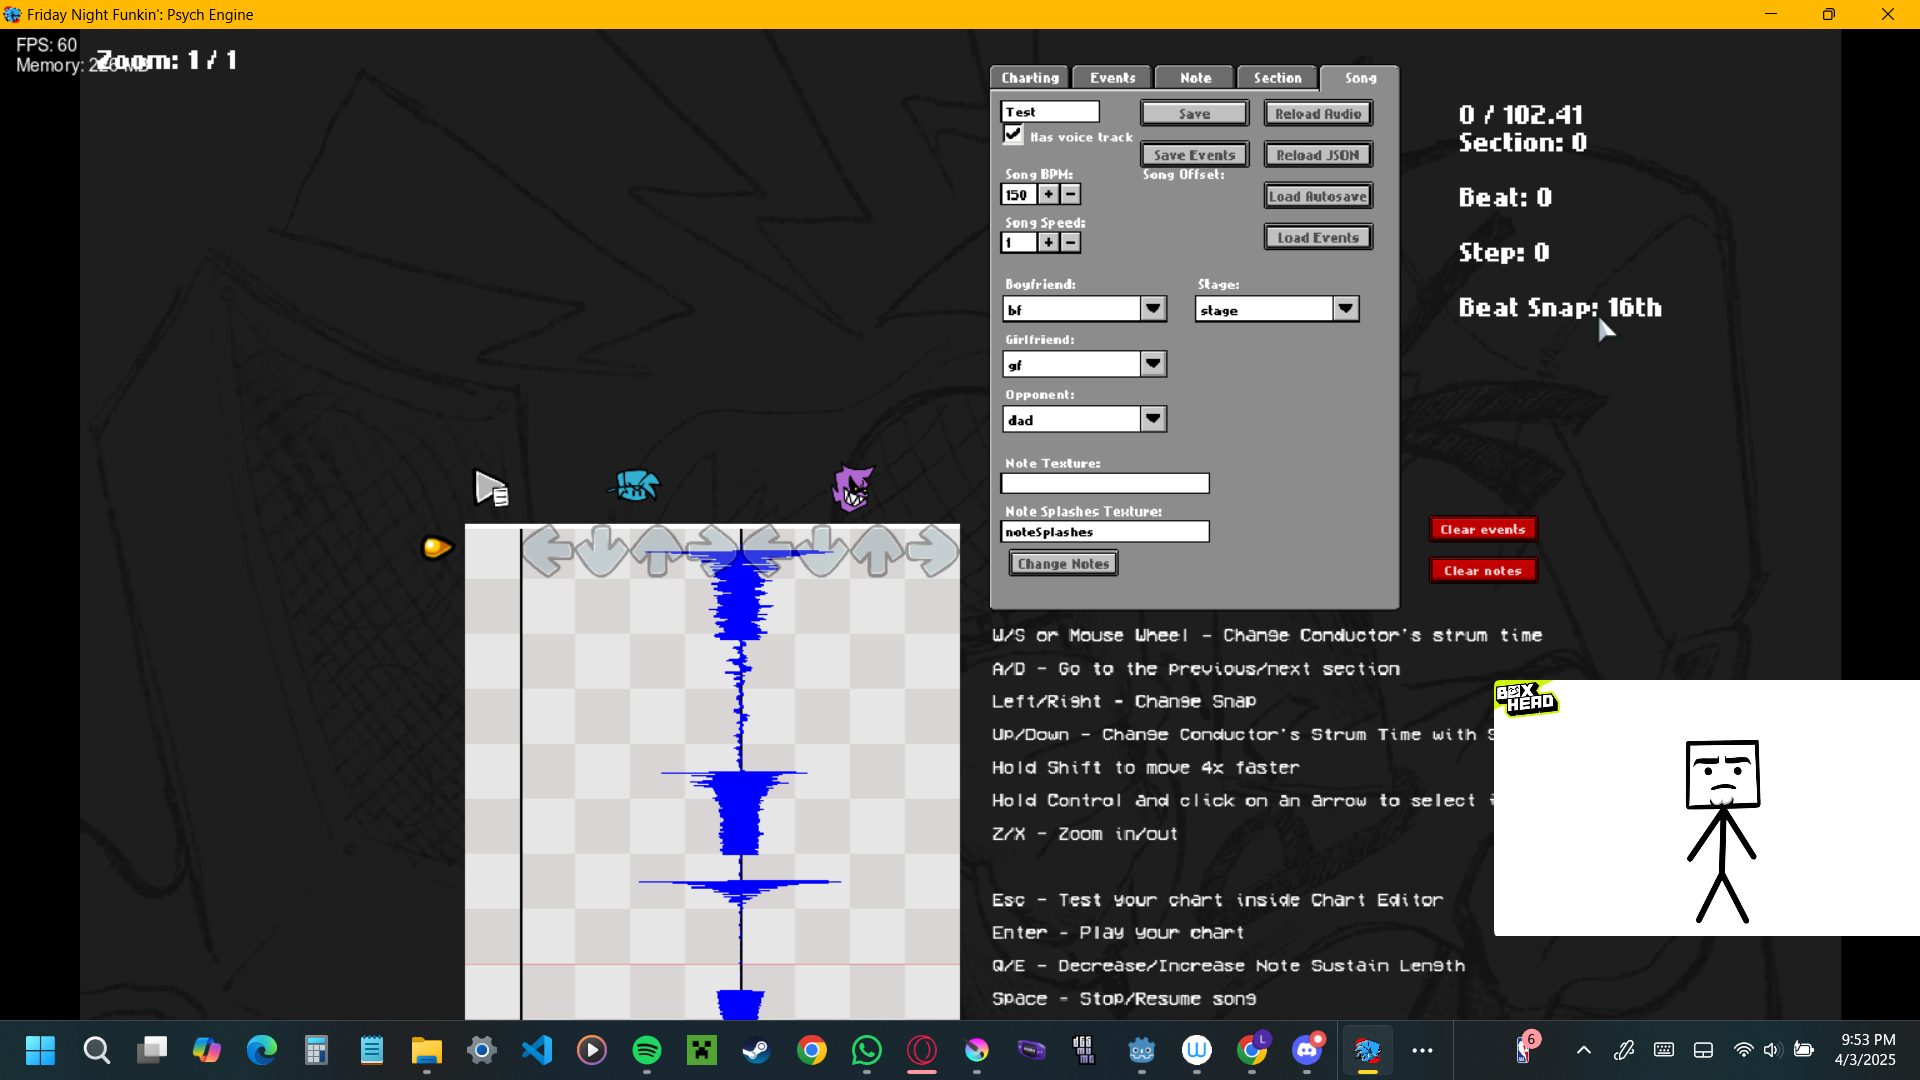 Friday Night Funkin': Psych Engine
FPS: 60
Memory:
Zoom: 1 / 1
Charting
Events
Note
Section
Song
Test
Save
Reload Audio
Has voice track
Save Events
Reload JSON
Song BPM:
Song Offset:
150 + -
Load Autosave
Song Speed:
1 + -
Load Events
Boyfriend:
Stage:
bf
stage
Girlfriend:
gf
Opponent:
dad
Note Texture:
Note Splashes Texture:
noteSplashes
Change Notes
0 / 102.41
Section: 0
Beat: 0
Step: 0
Beat Snap: 16th
Clear events
Clear notes
W/S or Mouse Wheel - Change Conductor's strum time
A/D - Go to the previous/next section
Left/Right - Change Snap
Up/Down - Change Conductor's Strum Time with
Hold Shift to move 4x faster
Hold Control and click on an arrow to select
Z/X - Zoom in/out
Esc - Test your chart inside Chart Editor
Enter - Play your chart
Q/E - Decrease/Increase Note Sustain Length
Space - Stop/Resume song
BOX
HEAD
L
6
9:53 PM
4/3/2025